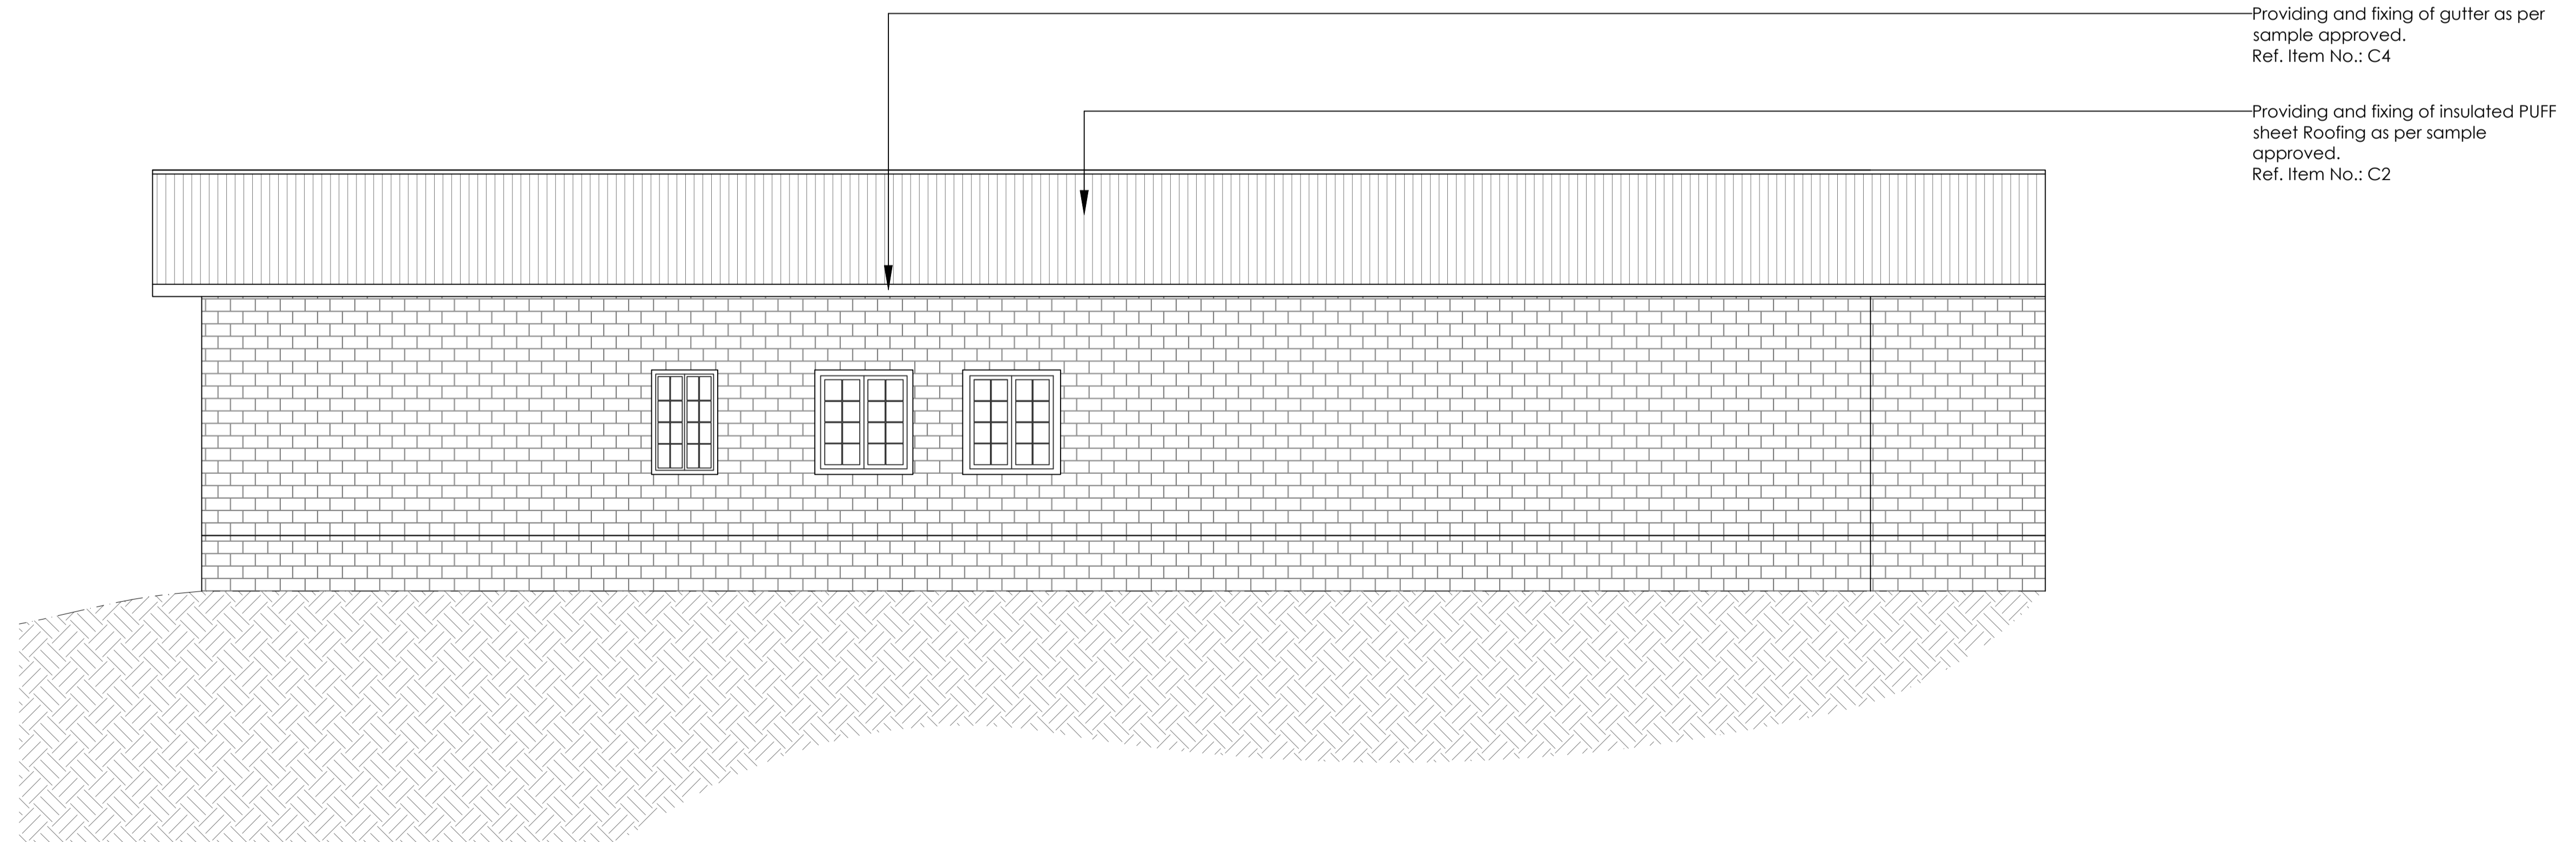 Providing and fixing of gutter as per
sample approved.
Ref. Item No.: C4
Providing and fixing of insulated PUFF
sheet Roofing as per sample
approved.
Ref. Item No.: C2